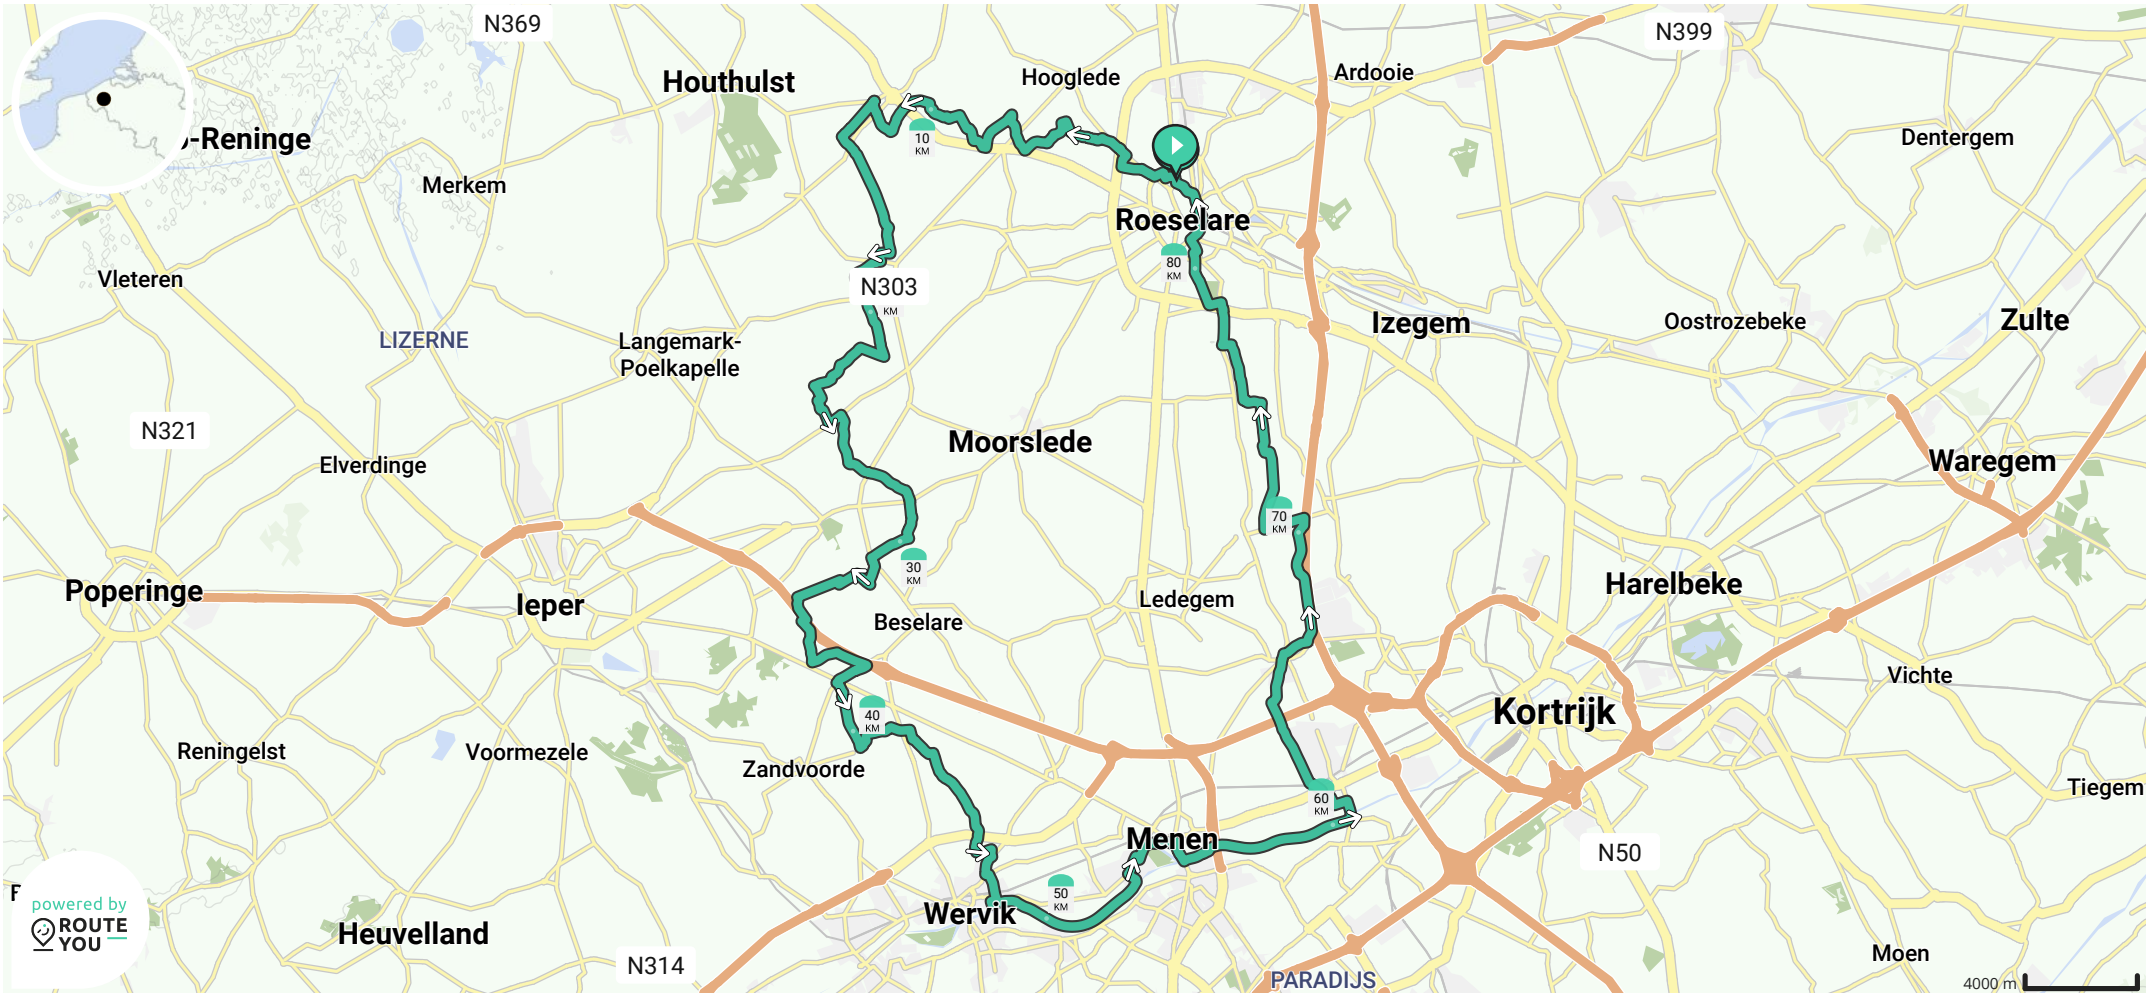 N369
N399
Houthulst
Hooglede
Ardooie
-Reninge
Dentergem
Merkem
Roeselare
10
KM
80
KM
Vleteren
N303
KM
LIZERNE
Langemark-
Poelkapelle
Izegem
Oostrozebeke
Zulte
N321
Elverdinge
Moorslede
Waregem
70
KM
30
KM
Poperinge
Ieper
Beselare
Ledegem
Harelbeke
Vichte
40
KM
Kortrijk
Reningelst
Voormezele
Zandvoorde
60
KM
Tiegem
Menen
N50
50
KM
Wervik
powered by
ROUTE
YOU
Heuvelland
N314
Moen
PARADIJS
4000 m